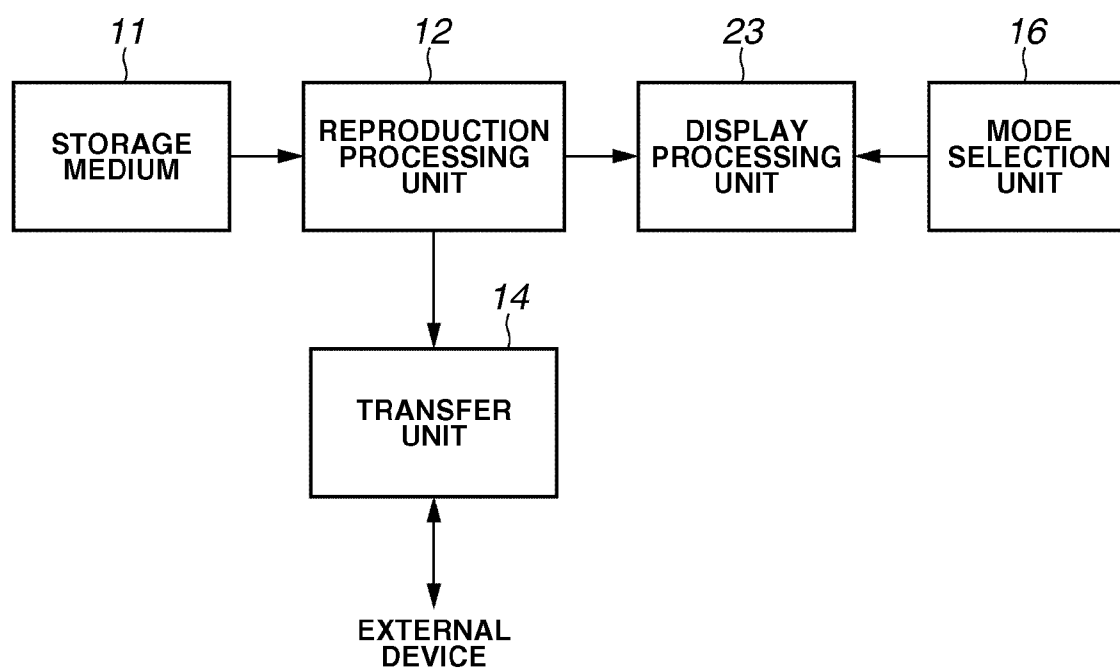 11
12
23
16
STORAGE
MEDIUM
REPRODUCTION
PROCESSING
UNIT
DISPLAY
PROCESSING
UNIT
MODE
SELECTION
UNIT
14
TRANSFER
UNIT
EXTERNAL
DEVICE